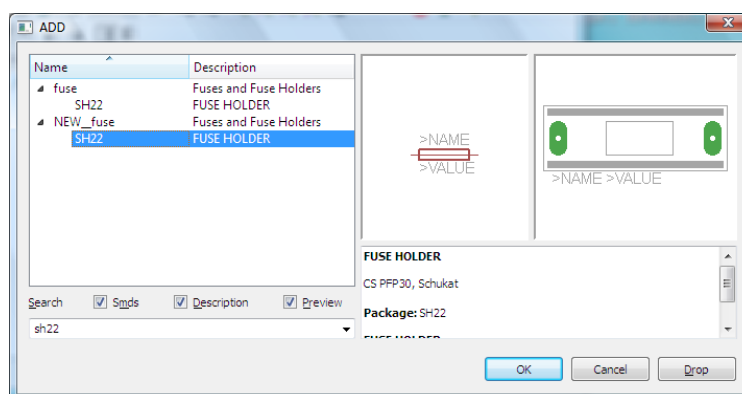 ADD
Name Description
fuse Fuses and Fuse Holders
SH22 FUSE HOLDER
NEW_fuse Fuses and Fuse Holders
SH22 FUSE HOLDER
>NAME
>VALUE
>NAME >VALUE
FUSE HOLDER
CS PFP30, Schukat
Package: SH22
FUSE HOLDER
Search Smds Description Preview
sh22
OK Cancel Drop